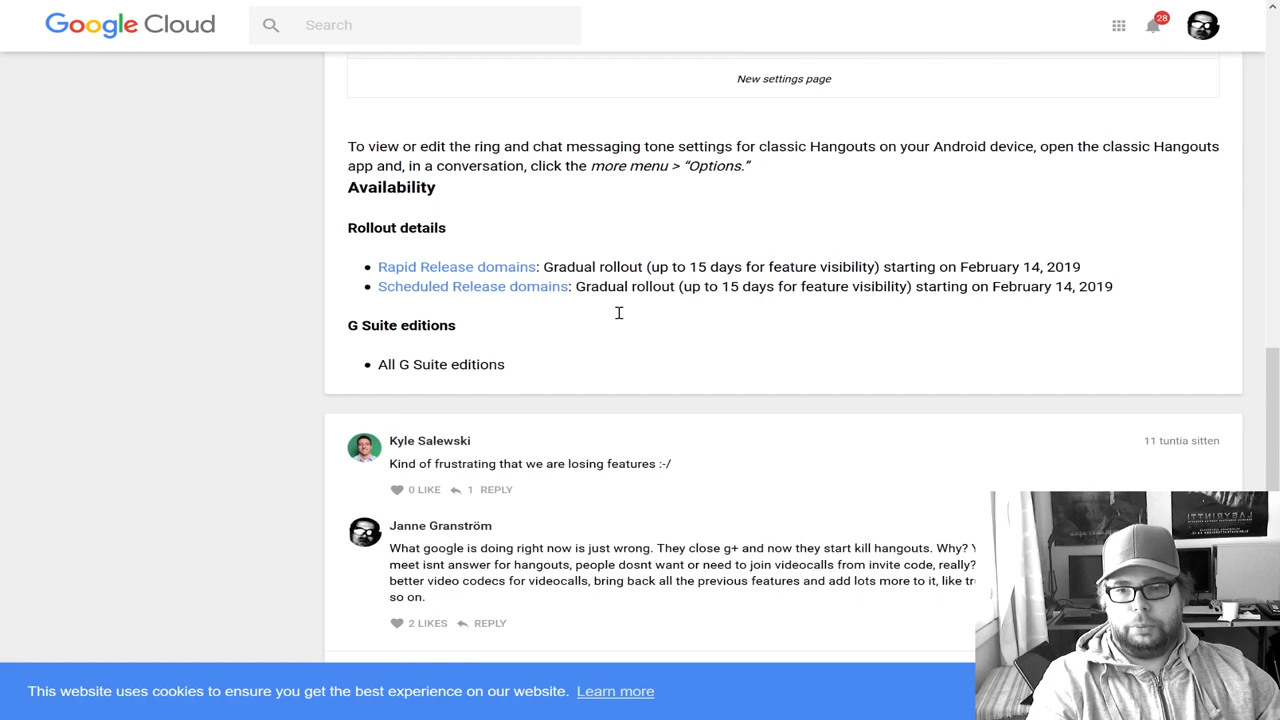 Google Cloud
Search
28
New settings page
To view or edit the ring and chat messaging tone settings for classic Hangouts on your Android device, open the classic Hangouts
app and, in a conversation, click the more menu > “Options.”
Availability
Rollout details
Rapid Release domains: Gradual rollout (up to 15 days for feature visibility) starting on February 14, 2019
Scheduled Release domains: Gradual rollout (up to 15 days for feature visibility) starting on February 14, 2019
G Suite editions
All G Suite editions
Kyle Salewski
11 tuntia sitten
Kind of frustrating that we are losing features :-/
0 LIKE 1 REPLY
Janne Granström
What google is doing right now is just wrong. They close g+ and now they start kill hangouts. Why?
meet isnt answer for hangouts, people dosnt want or need to join videocalls from invite code, really?
better video codecs for videocalls, bring back all the previous features and add lots more to it, like
so on.
2 LIKES REPLY
LABYRINTTI
This website uses cookies to ensure you get the best experience on our website. Learn more